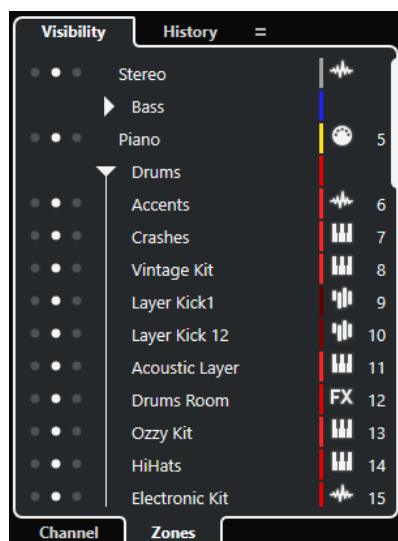 Visibility History =
Stereo
Bass
Piano 5
Drums
Accents 6
Crashes 7
Vintage Kit 8
Layer Kick1 9
Layer Kick 12 10
Acoustic Layer 11
Drums Room FX 12
Ozzy Kit 13
HiHats 14
Electronic Kit 15
Channel Zones